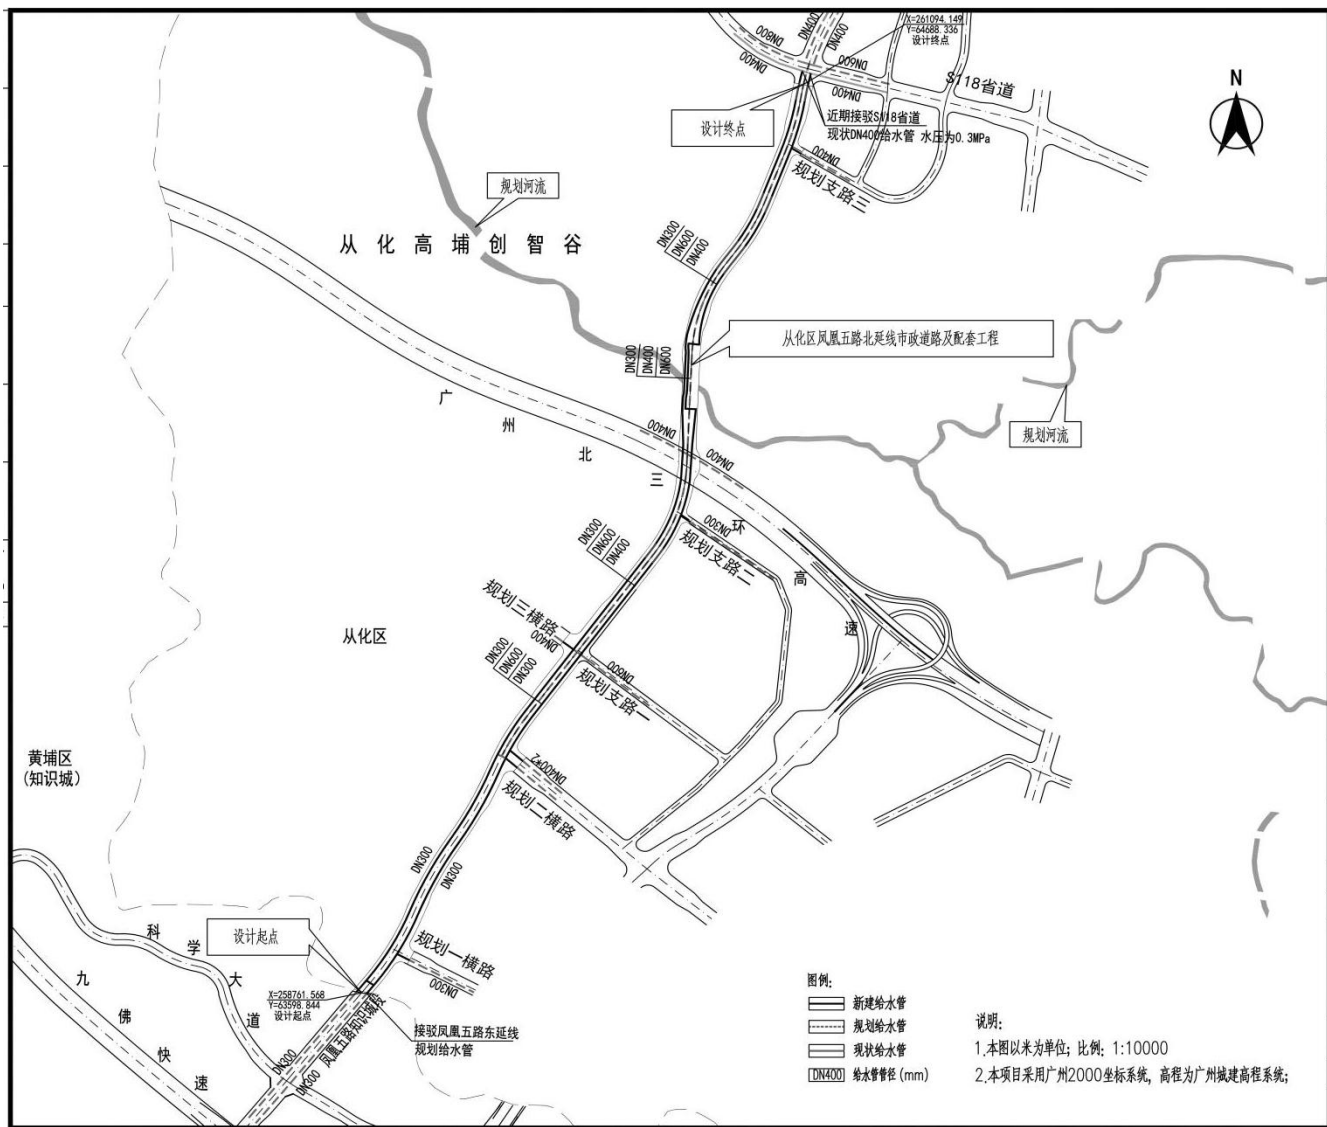 DN400
DN400
X=261094.149
Y=64688.336
设计终点
DN800
DN400
DN600
DN400
S118省道
N
设计终点
近期接驳S118省道
现状DN400给水管 水压为0.3MPa
DN400
规划支路三
规划河流
从化高埔创智谷
DN300
DN600
DN400
从化区凤凰五路北延线市政道路及配套工程
DN300
DN400
DN600
规划河流
广州北三环高速
DN400
DN400
DN300
规划支路二
DN300
DN600
DN400
规划三横路
DN400
从化区
DN300
DN600
DN300
DN600
规划支路一
黄埔区
(知识城)
DN400*2
规划二横路
DN300
DN300
设计起点
规划一横路
DN300
科学大道
九佛快速
X=258761.568
Y=63598.844
设计起点
接驳凤凰五路东延线
规划给水管
凤凰五路知识城段
DN300
DN300
图例:
新建给水管
规划给水管
现状给水管
DN400 给水管管径(mm)
说明:
1.本图以米为单位; 比例: 1:10000
2.本项目采用广州2000坐标系统, 高程为广州城建高程系统;